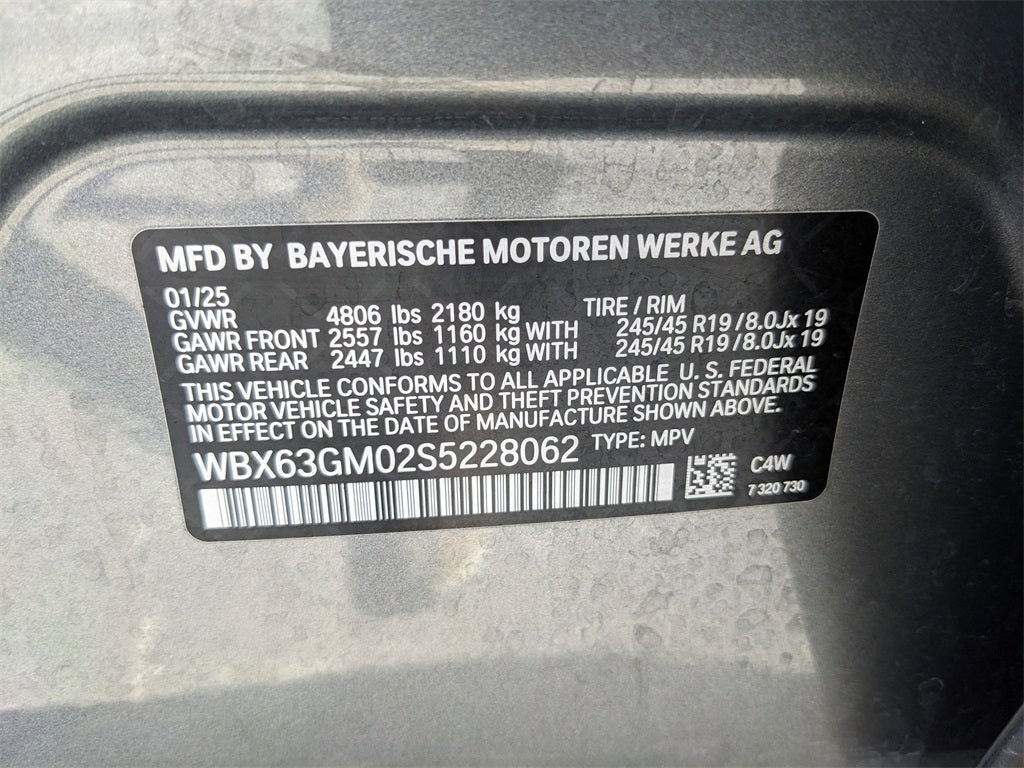 MFD BY BAYERISCHE MOTOREN WERKE AG
01/25
GVWR 4806 lbs 2180 kg TIRE / RIM
GAWR FRONT 2557 lbs 1160 kg WITH 245/45 R19 /8.0Jx 19
GAWR REAR 2447 lbs 1110 kg WITH 245/45 R19 /8.0Jx 19
THIS VEHICLE CONFORMS TO ALL APPLICABLE U. S. FEDERAL
MOTOR VEHICLE SAFETY AND THEFT PREVENTION STANDARDS
IN EFFECT ON THE DATE OF MANUFACTURE SHOWN ABOVE.
WBX63GM02S5228062 TYPE: MPV
C4W
7 320 730